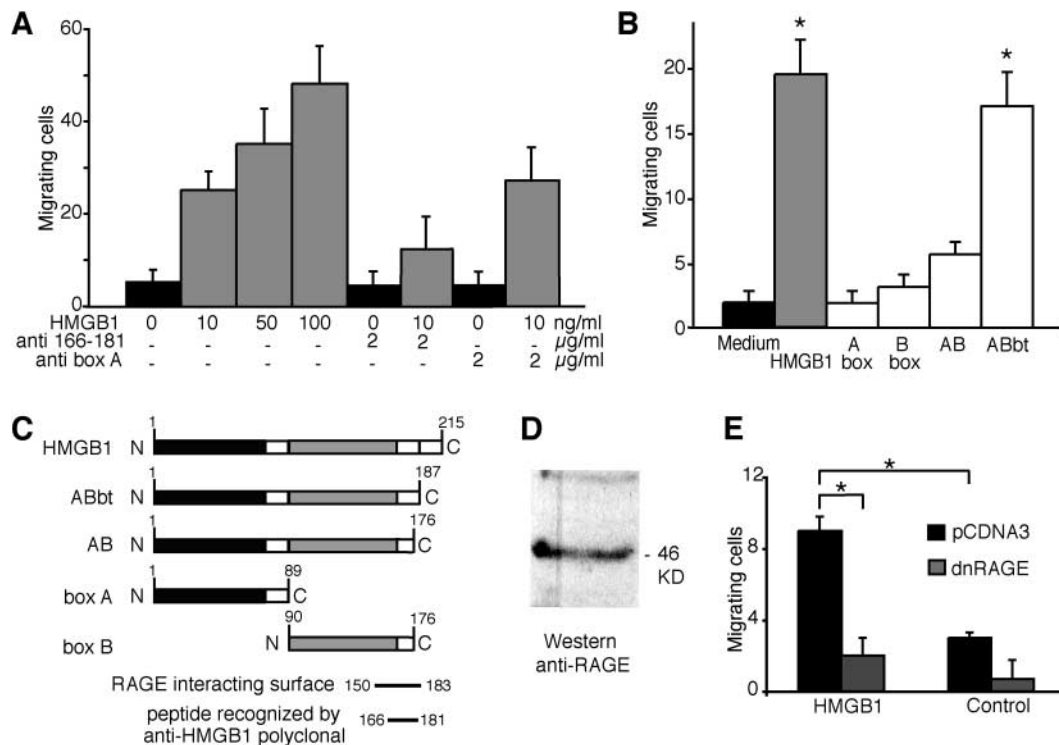 A
Migrating cells
60
40
20
0
HMGB1 0 10 50 100 0 10 0 10 ng/ml
anti 166-181 - - - - 2 2 - - µg/ml
anti box A - - - - - - 2 2 µg/ml
B
Migrating cells
20
15
10
5
0
* *
Medium HMGB1 A box B box AB ABbt
C
1 215
HMGB1 N C
1 187
ABbt N C
1 176
AB N C
1 89
box A N C
90 176
box B N C
RAGE interacting surface 150 183
peptide recognized by
anti-HMGB1 polyclonal 166 181
D
- 46
KD
Western
anti-RAGE
E
Migrating cells
12
8
4
0
*
*
pCDNA3
dnRAGE
HMGB1 Control